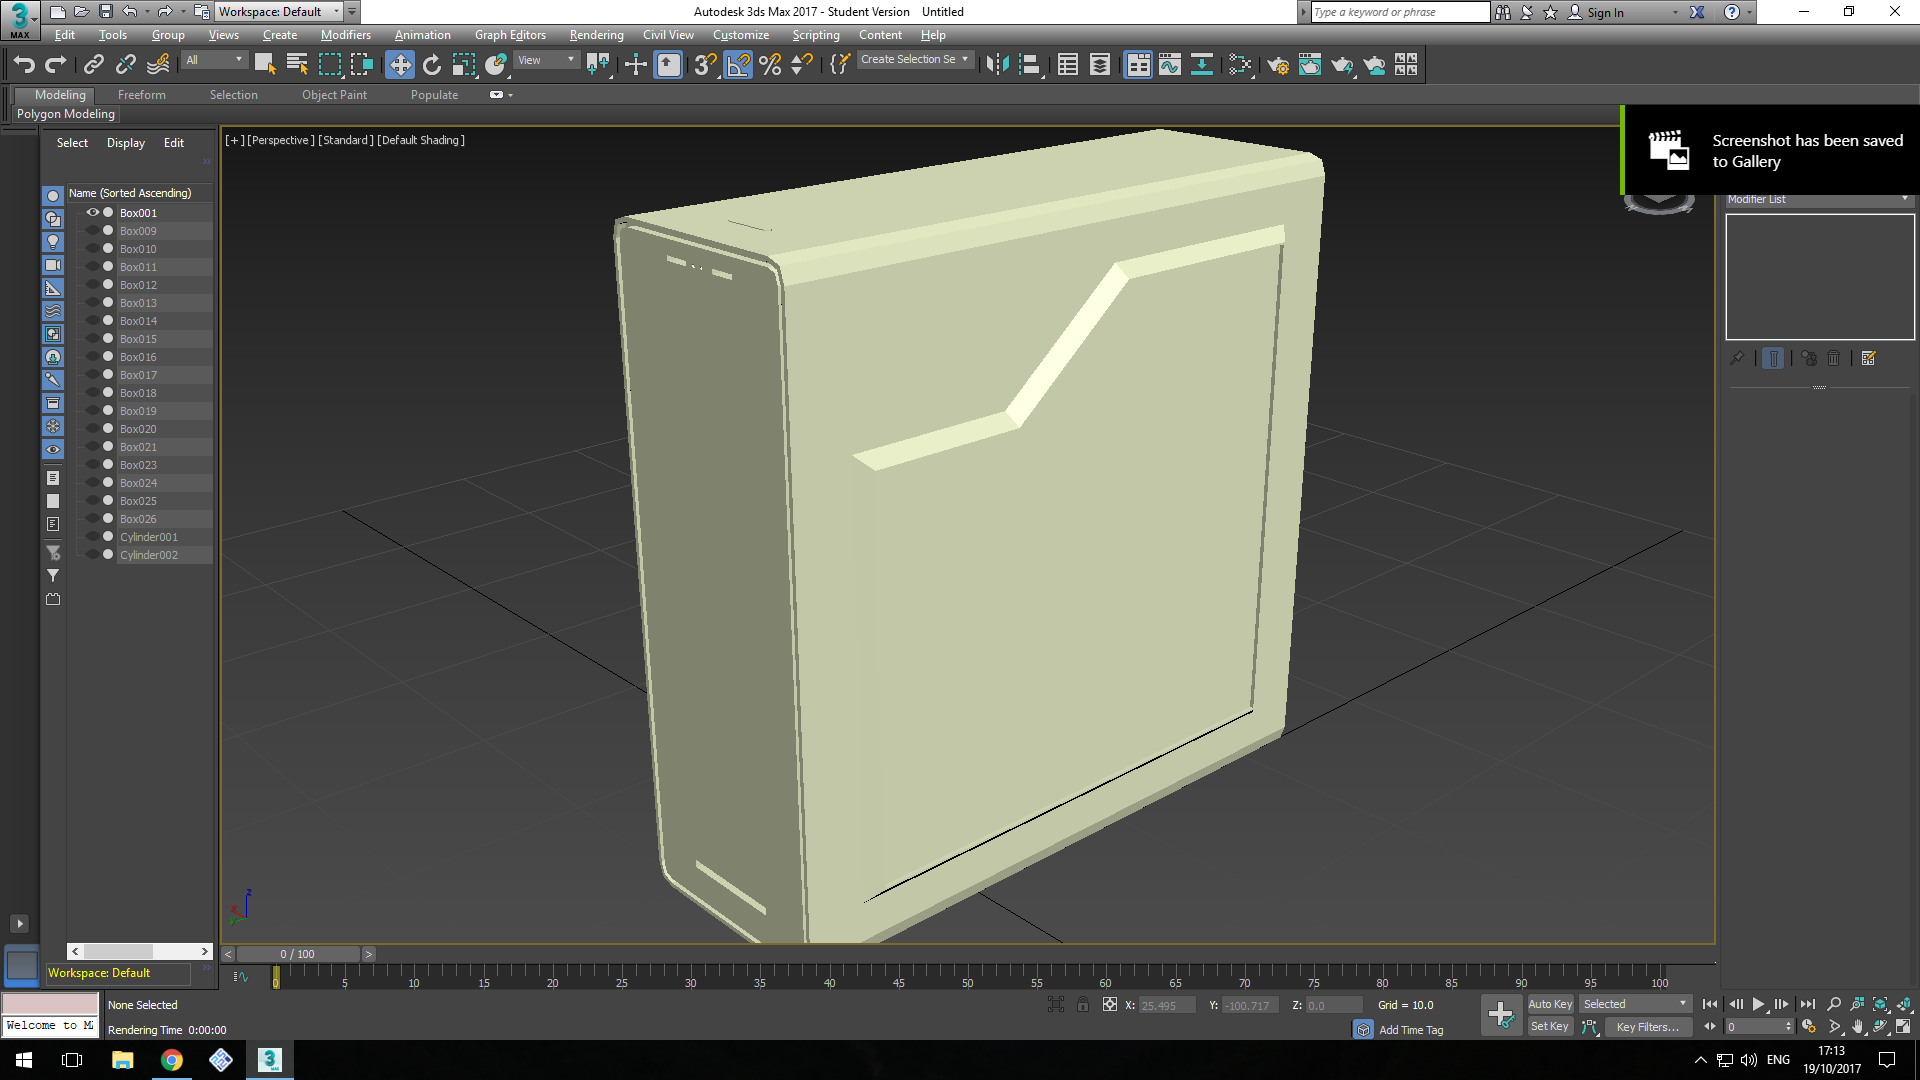 Workspace: Default
Autodesk 3ds Max 2017 - Student Version Untitled
Type a keyword or phrase
Sign In
3
MAX
Edit Tools Group Views Create Modifiers Animation Graph Editors Rendering Civil View Customize Scripting Content Help
All
View
Create Selection Se
Modeling Freeform Selection Object Paint Populate
Polygon Modeling
Select Display Edit
[+] [Perspective ] [Standard ] [Default Shading ]
Screenshot has been saved
to Gallery
Name (Sorted Ascending)
Modifier List
Box001
Box009
Box010
Box011
Box012
Box013
Box014
Box015
Box016
Box017
Box018
Box019
Box020
Box021
Box023
Box024
Box025
Box026
Cylinder001
Cylinder002
z
x
y
< >
< 0 / 100 >
Workspace: Default
0 5 10 15 20 25 30 35 40 45 50 55 60 65 70 75 80 85 90 95 100
None Selected
X: 25.495 Y: -100.717 Z: 0.0 Grid = 10.0
Auto Key Selected
Welcome to M
Rendering Time 0:00:00
Add Time Tag
Set Key Key Filters...
0
ENG
17:13
19/10/2017